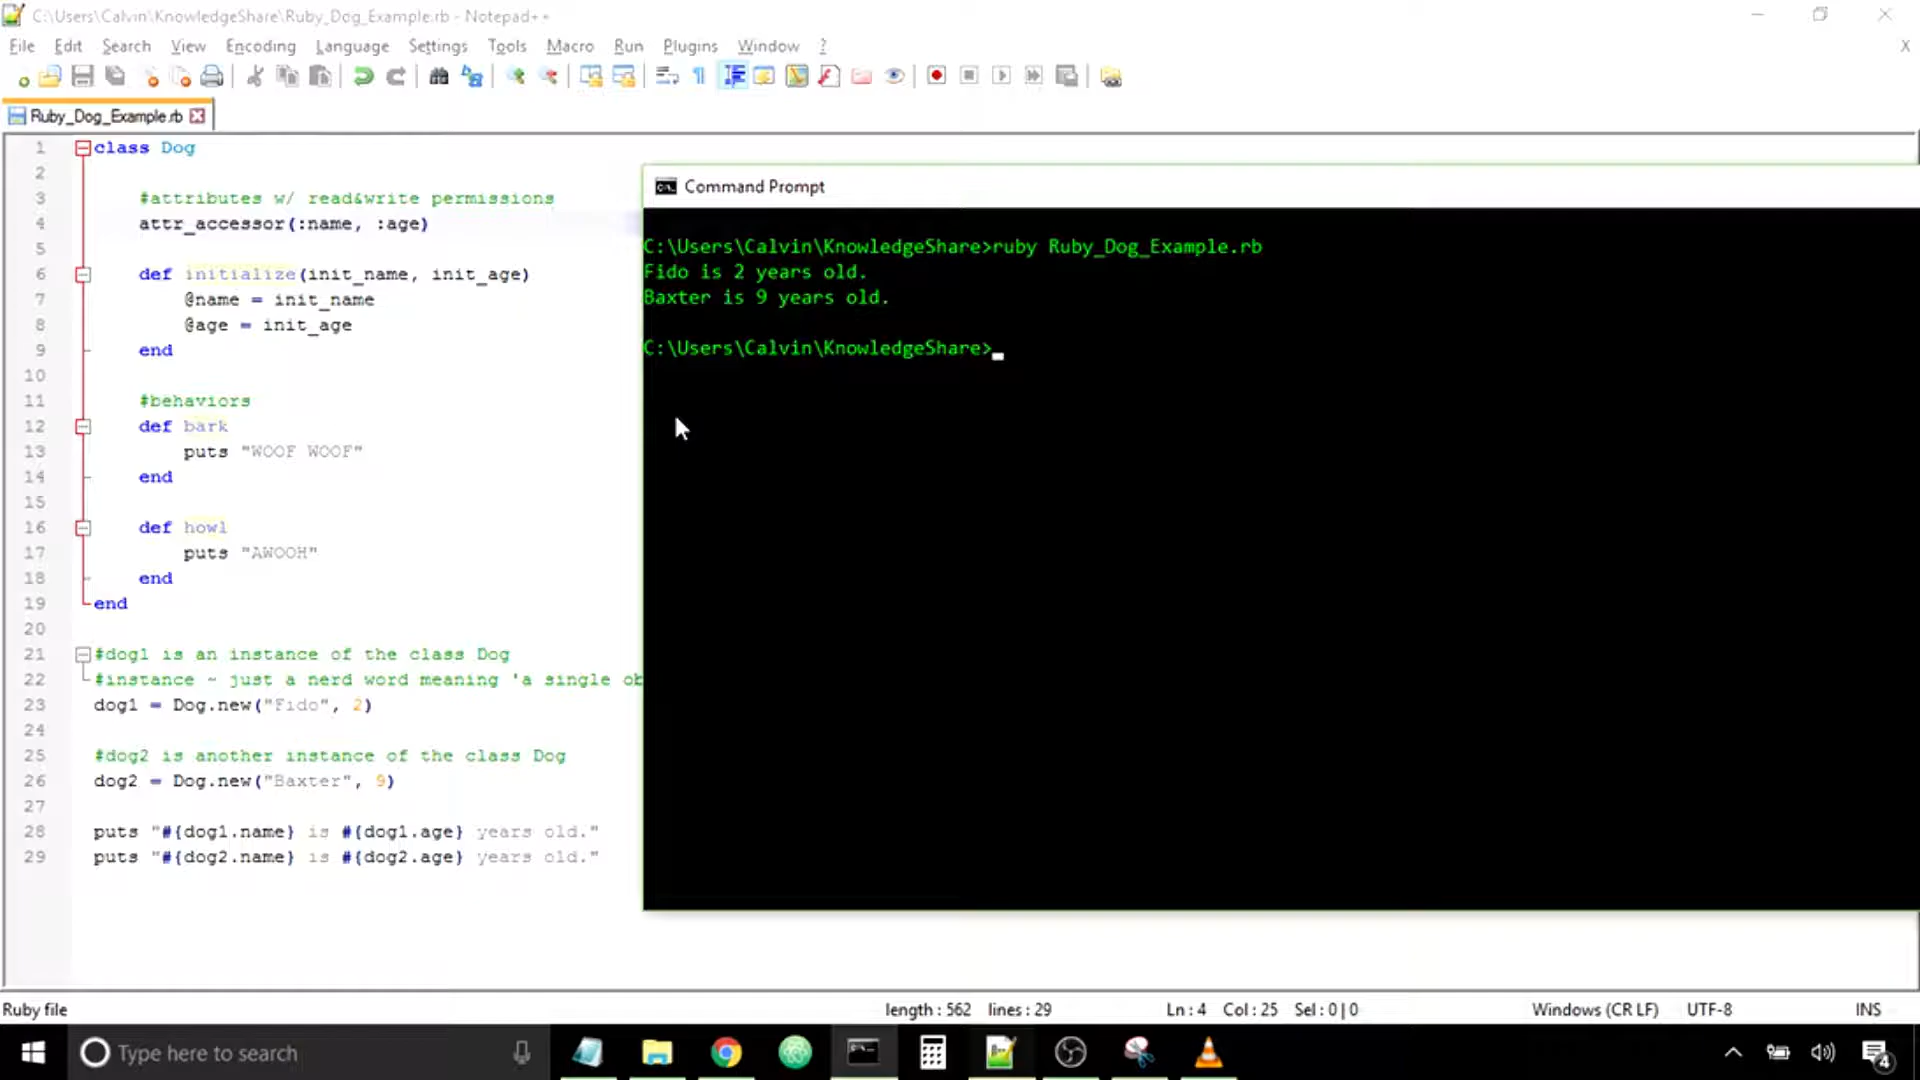 C:\Users\Calvin\KnowledgeShare\Ruby_Dog_Example.rb - Notepad++
File Edit Search View Encoding Language Settings Tools Macro Run Plugins Window ? X
Ruby_Dog_Example.rb
1 class Dog
2
3 #attributes w/ read&write permissions
4 attr_accessor(:name, :age)
5
6 def initialize(init_name, init_age)
7 @name = init_name
8 @age = init_age
9 end
10
11 #behaviors
12 def bark
13 puts "WOOF WOOF"
14 end
15
16 def howl
17 puts "AWOOH"
18 end
19 end
20
21 #dog1 is an instance of the class Dog
22 #instance ~ just a nerd word meaning 'a single ob
23 dog1 = Dog.new("Fido", 2)
24
25 #dog2 is another instance of the class Dog
26 dog2 = Dog.new("Baxter", 9)
27
28 puts "#{dog1.name} is #{dog1.age} years old."
29 puts "#{dog2.name} is #{dog2.age} years old."
Command Prompt
C:\Users\Calvin\KnowledgeShare>ruby Ruby_Dog_Example.rb
Fido is 2 years old.
Baxter is 9 years old.
C:\Users\Calvin\KnowledgeShare>
Ruby file length : 562 lines : 29 Ln : 4 Col : 25 Sel : 0 | 0 Windows (CR LF) UTF-8 INS
Type here to search
4